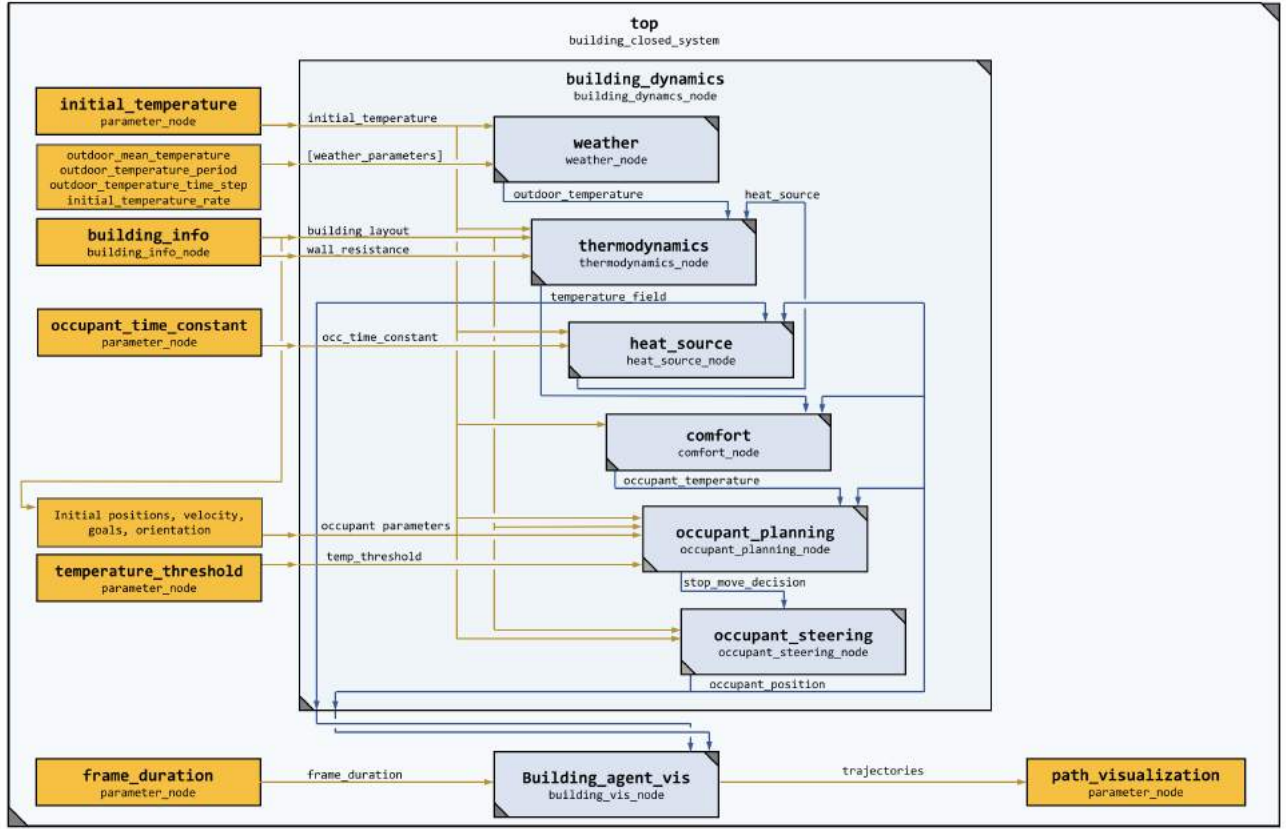 top
building_closed_system
building_dynamics
building_dynamcs_node
initial_temperature
parameter_node
initial_temperature
weather
weather_node
outdoor_mean_temperature
outdoor_temperature_period
outdoor_temperature_time_step
initial_temperature_rate
[weather_parameters]
outdoor_temperature
heat_source
building_info
building_info_node
building_layout
wall_resistance
thermodynamics
thermodynamics_node
temperature_field
occupant_time_constant
parameter_node
occ_time_constant
heat_source
heat_source_node
comfort
comfort_node
occupant_temperature
Initial positions, velocity,
goals, orientation
occupant parameters
occupant_planning
occupant_planning_node
temperature_threshold
parameter_node
temp_threshold
stop_move_decision
occupant_steering
occupant_steering_node
occupant_position
frame_duration
parameter_node
frame_duration
Building_agent_vis
building_vis_node
trajectories
path_visualization
parameter_node